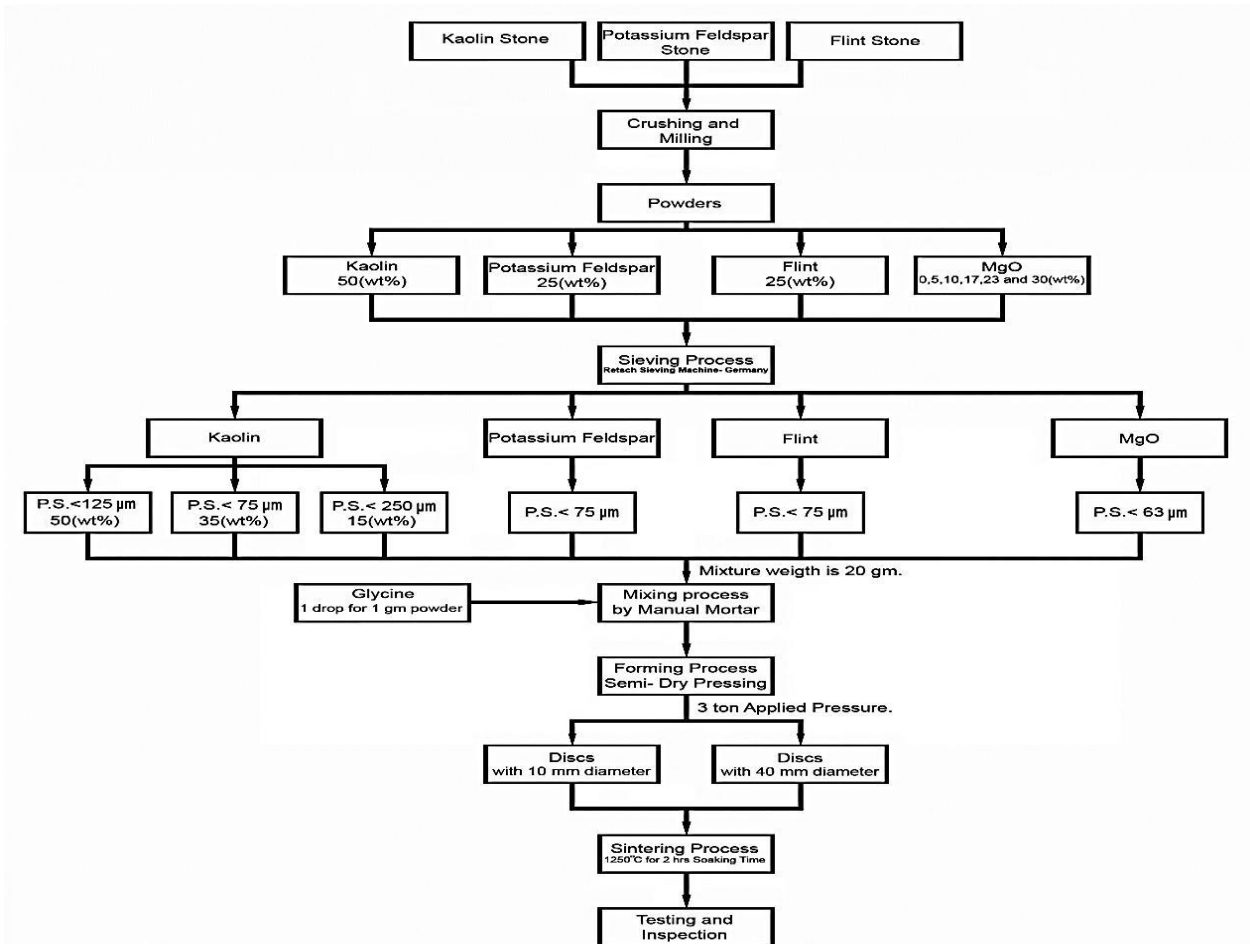 Kaolin Stone
Potassium Feldspar
Stone
Flint Stone
Crushing and
Milling
Powders
Kaolin
50(wt%)
Potassium Feldspar
25(wt%)
Flint
25(wt%)
MgO
0,5,10,17,23 and 30(wt%)
Sieving Process
Retsch Sieving Machine- Germany
Kaolin
Potassium Feldspar
Flint
MgO
P.S.<125 µm
50(wt%)
P.S.< 75 µm
35(wt%)
P.S.< 250 µm
15(wt%)
P.S.< 75 µm
P.S.< 75 µm
P.S.< 63 µm
Mixture weigth is 20 gm.
Glycine
1 drop for 1 gm powder
Mixing process
by Manual Mortar
Forming Process
Semi- Dry Pressing
3 ton Applied Pressure.
Discs
with 10 mm diameter
Discs
with 40 mm diameter
Sintering Process
1250°C for 2 hrs Soaking Time
Testing and
Inspection